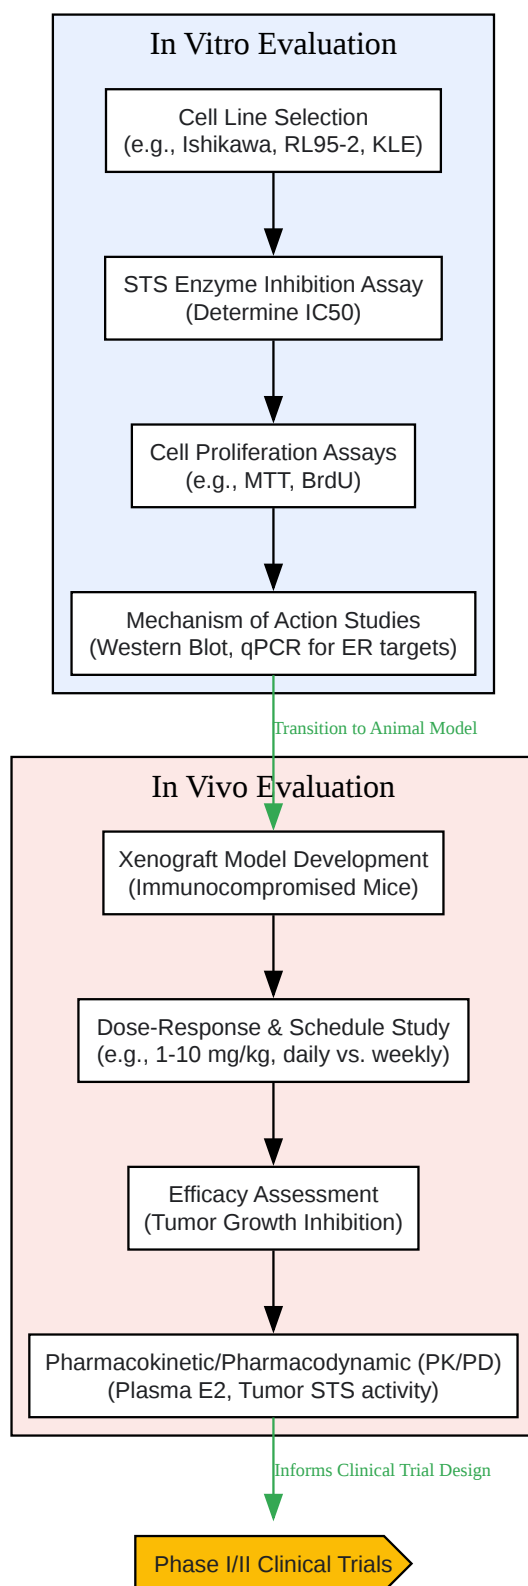 In Vitro Evaluation
Cell Line Selection
(e.g., Ishikawa, RL95-2, KLE)
STS Enzyme Inhibition Assay
(Determine IC50)
Cell Proliferation Assays
(e.g., MTT, BrdU)
Mechanism of Action Studies
(Western Blot, qPCR for ER targets)
Transition to Animal Model
In Vivo Evaluation
Xenograft Model Development
(Immunocompromised Mice)
Dose-Response & Schedule Study
(e.g., 1-10 mg/kg, daily vs. weekly)
Efficacy Assessment
(Tumor Growth Inhibition)
Pharmacokinetic/Pharmacodynamic (PK/PD)
(Plasma E2, Tumor STS activity)
Informs Clinical Trial Design
Phase I/II Clinical Trials